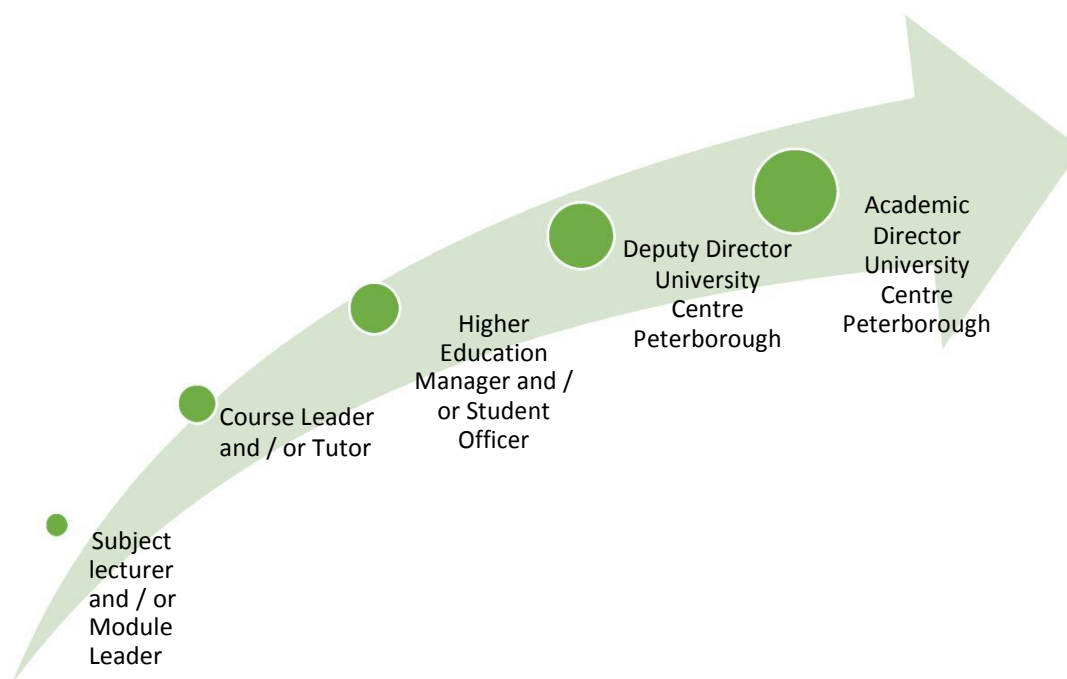 Subject
lecturer
and / or
Module
Leader
Course Leader
and / or Tutor
Higher
Education
Manager and /
or Student
Officer
Deputy Director
University
Centre
Peterborough
Academic
Director
University
Centre
Peterborough